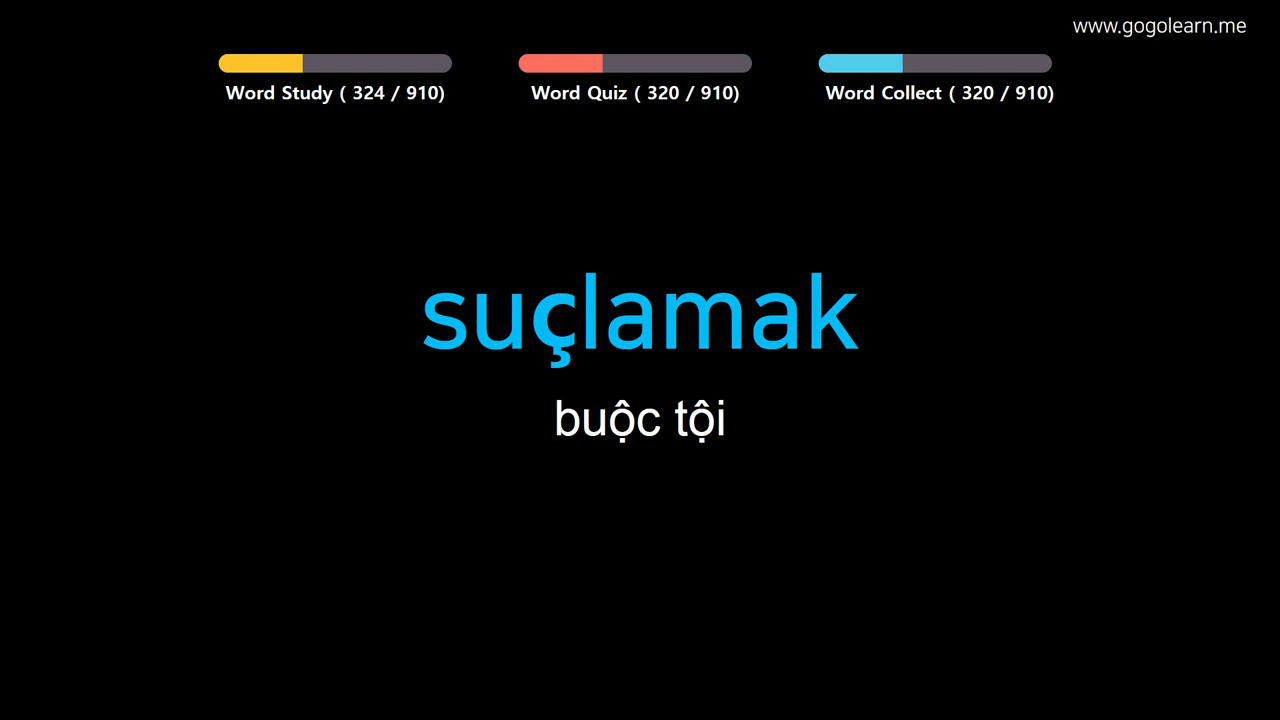 www.gogolearn.me
Word Study ( 324 / 910)
Word Quiz ( 320 / 910)
Word Collect ( 320 / 910)
suçlamak
buộc tội